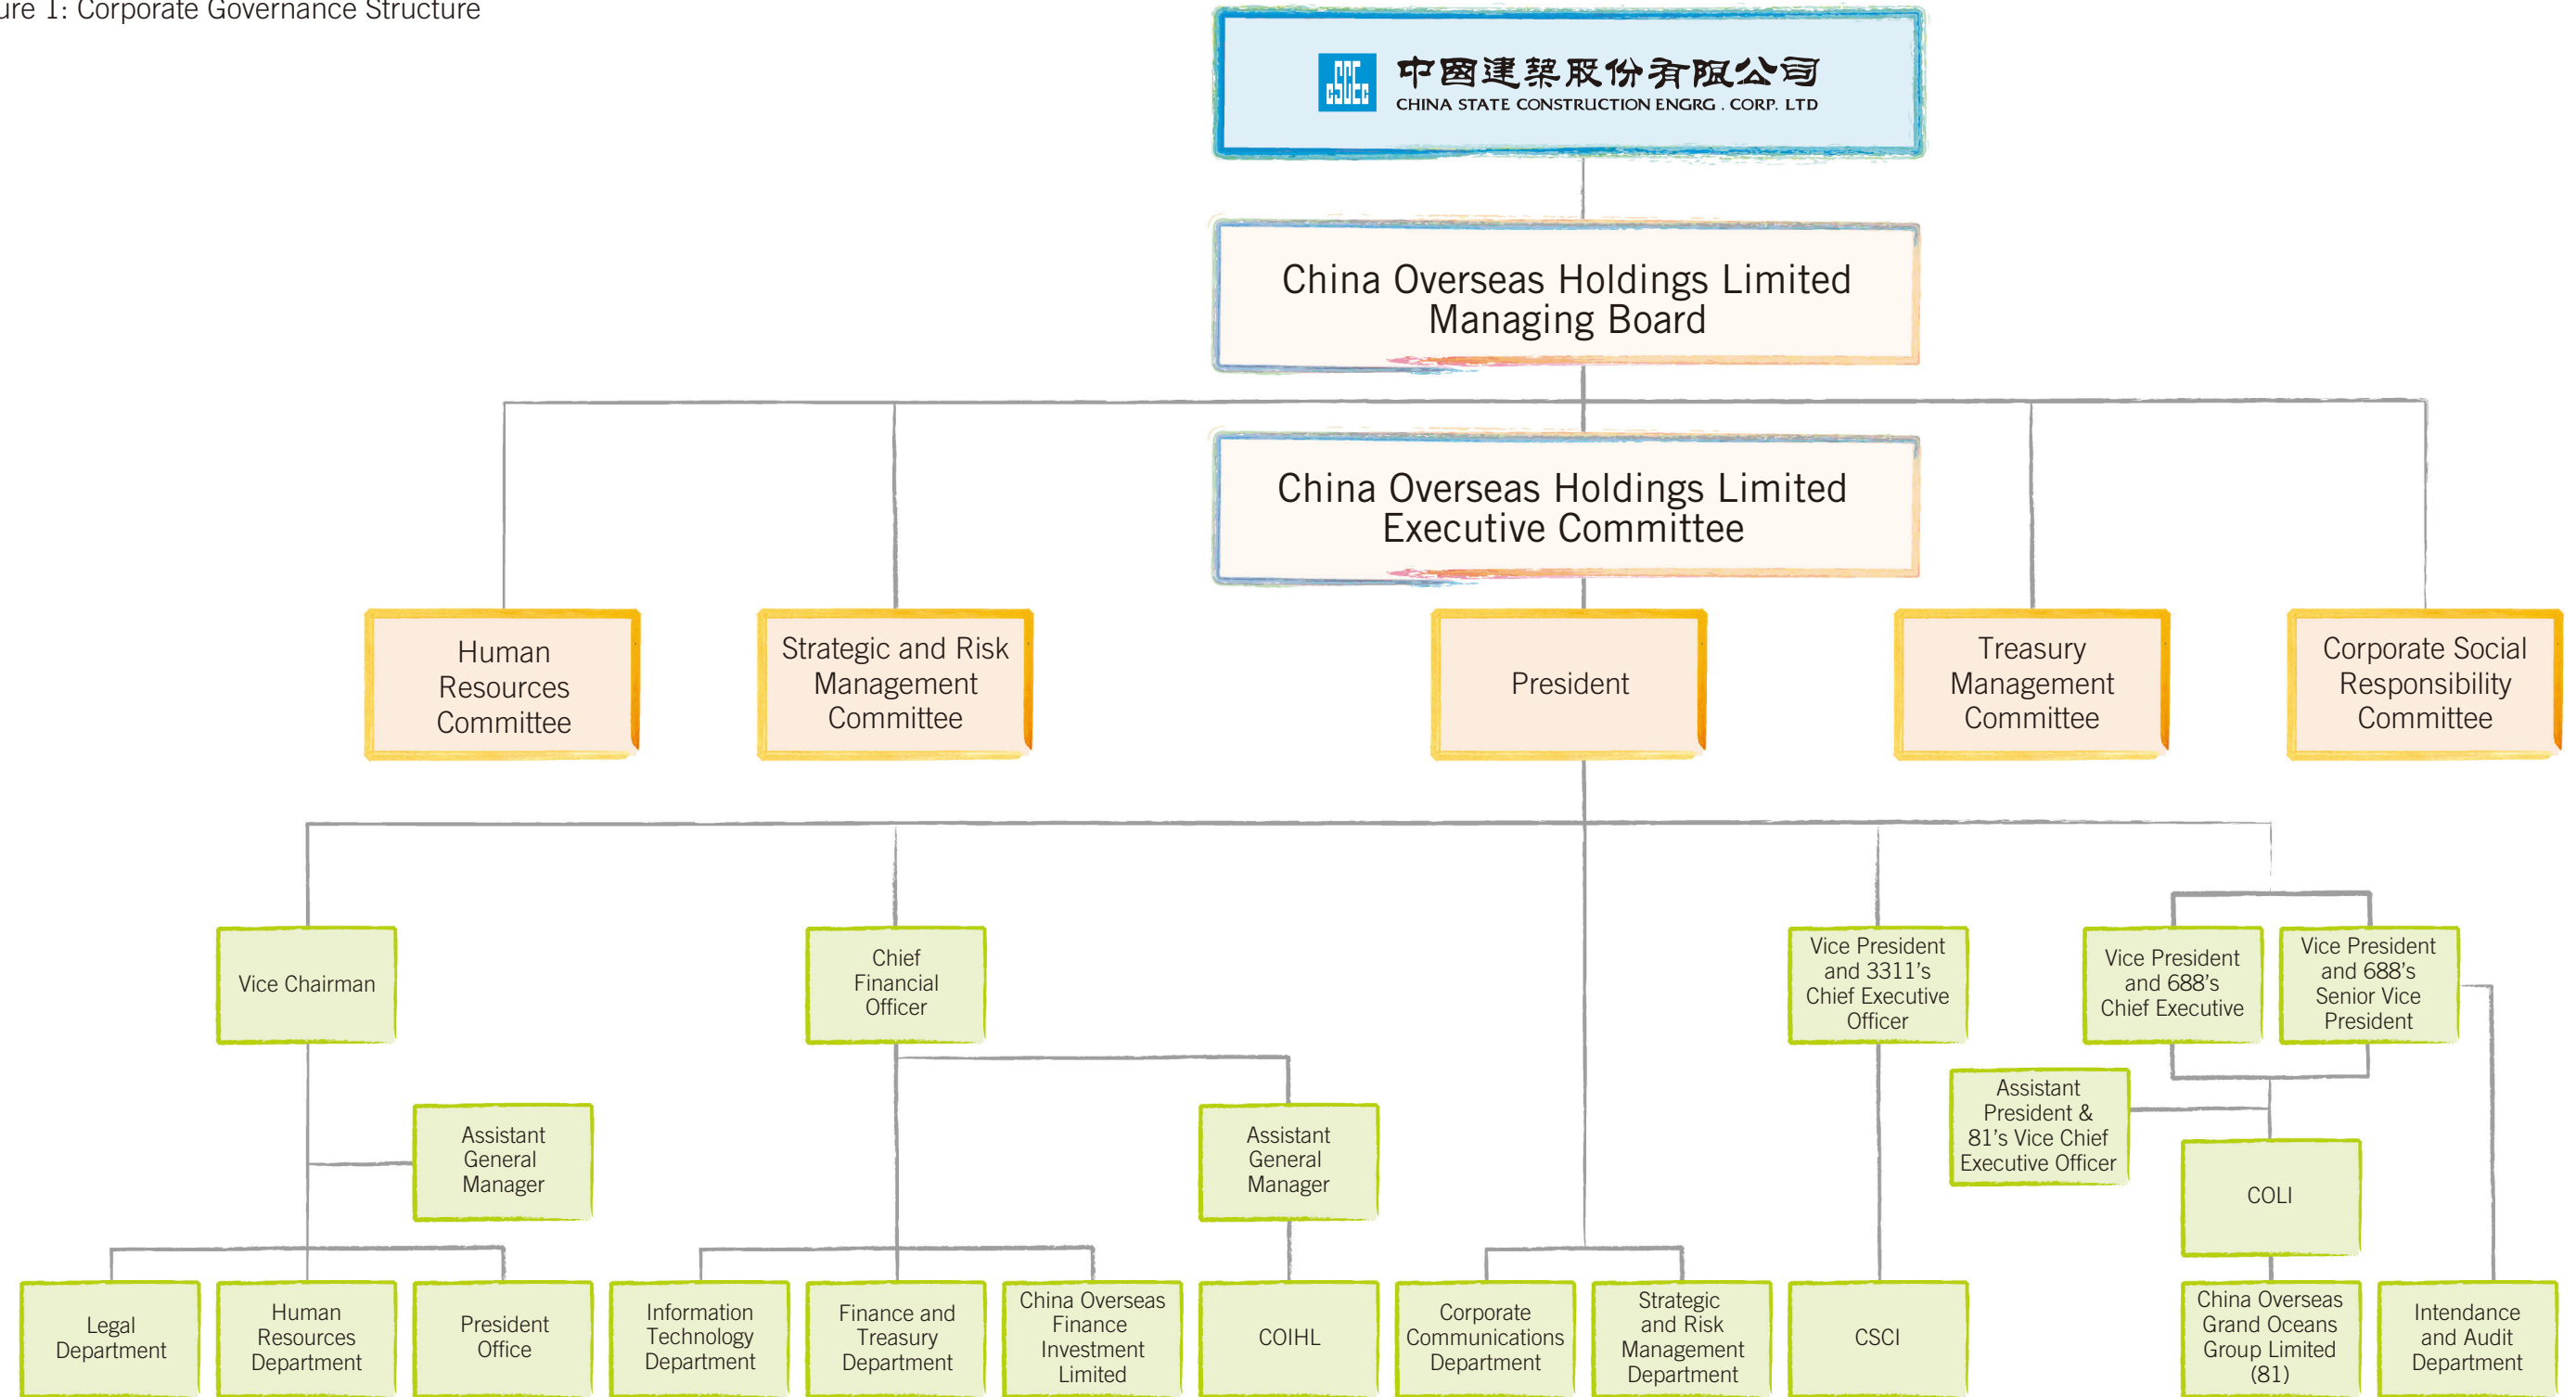 ure 1: Corporate Governance Structure
CSCEC
中國建築股份有限公司
CHINA STATE CONSTRUCTION ENGRG . CORP. LTD
China Overseas Holdings Limited
Managing Board
China Overseas Holdings Limited
Executive Committee
Human
Resources
Committee
Strategic and Risk
Management
Committee
President
Treasury
Management
Committee
Corporate Social
Responsibility
Committee
Vice Chairman
Chief
Financial
Officer
Vice President
and 3311's
Chief Executive
Officer
Vice President
and 688's
Chief Executive
Vice President
and 688's
Senior Vice
President
Assistant
General
Manager
Assistant
General
Manager
Assistant
President &
81's Vice Chief
Executive Officer
COLI
Legal
Department
Human
Resources
Department
President
Office
Information
Technology
Department
Finance and
Treasury
Department
China Overseas
Finance
Investment
Limited
COIHL
Corporate
Communications
Department
Strategic
and Risk
Management
Department
CSCI
China Overseas
Grand Oceans
Group Limited
(81)
Intendance
and Audit
Department